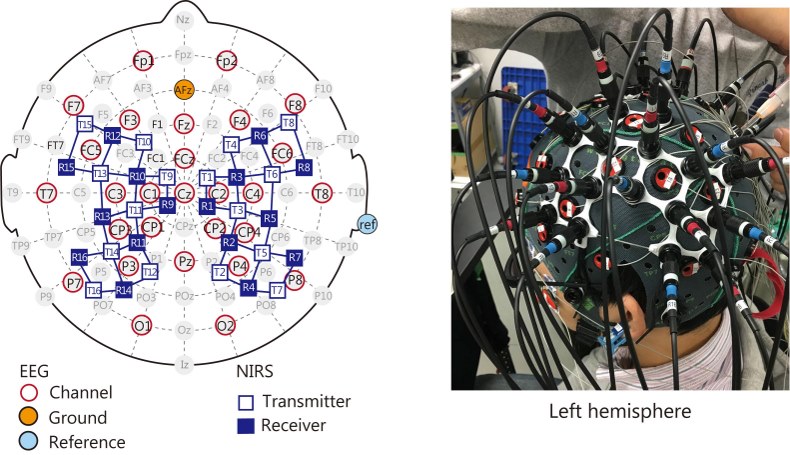 Nz
Fp1 Fpz Fp2
AF7 AFz AF8
F9 AF3 AF4 F10
F7 F5 F3 F1 Fz F2 F4 F8
T15 R12 T10 T4 R6 T8
FT9 FT7 FC5 FC3 FC1 FCz FC2 FC4 FC6 FT8 FT10
R15 T13 R10 T9 T1 R3 T6 R8
T9 T7 C5 C3 C1 Cz C2 C4 C6 T8 T10
R13 T11 R9 R1 T3 R5
ref
TP9 TP7 CP5 CP3 CP1 CPz CP2 CP4 CP6 TP8 TP10
R16 T14 R11 R2 T5 R7
P7 P5 P3 P1 Pz P4 P6 P8
T16 R14 T12 T2 R4 T7
P9 PO7 PO3 POz PO4 PO8 P10
O1 Oz O2
Iz
EEG
Channel
Ground
Reference
NIRS
Transmitter
Receiver
Left hemisphere